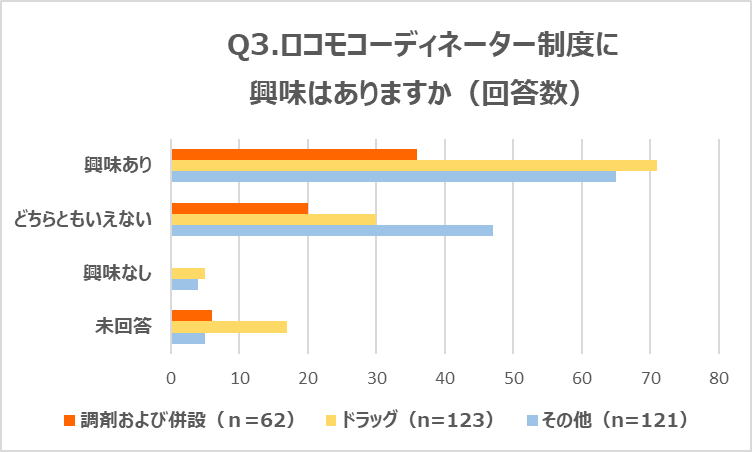 Q3.ロコモコーディネーター制度に
興味はありますか（回答数）
興味あり
どちらともいえない
興味なし
未回答
0 10 20 30 40 50 60 70 80
調剤および併設（ｎ＝62） ドラッグ（n=123） その他（n=121）